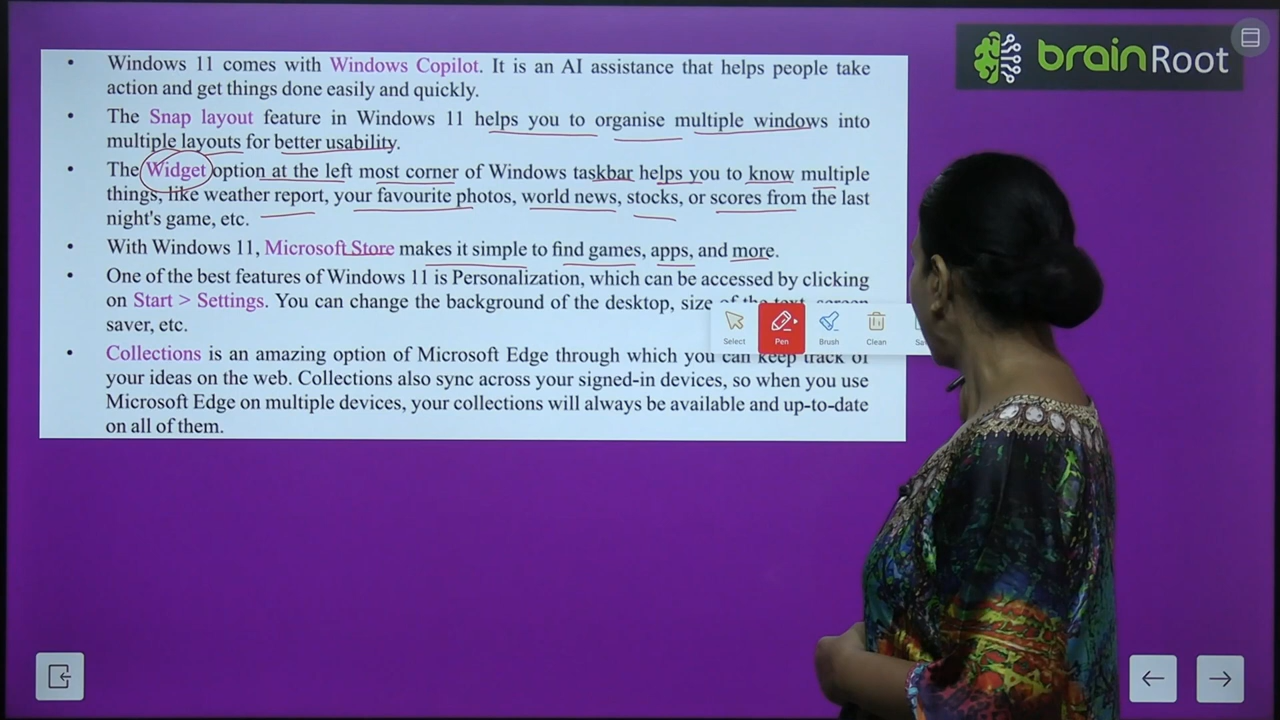 brainRoot
• Windows 11 comes with Windows Copilot. It is an AI assistance that helps people take
action and get things done easily and quickly.
• The Snap layout feature in Windows 11 helps you to organise multiple windows into
multiple layouts for better usability.
• The Widget option at the left most corner of Windows taskbar helps you to know multiple
things, like weather report, your favourite photos, world news, stocks, or scores from the last
night's game, etc.
• With Windows 11, Microsoft Store makes it simple to find games, apps, and more.
• One of the best features of Windows 11 is Personalization, which can be accessed by clicking
on Start > Settings. You can change the background of the desktop, size of the text, screen
saver, etc.
• Collections is an amazing option of Microsoft Edge through which you can keep track of
your ideas on the web. Collections also sync across your signed-in devices, so when you use
Microsoft Edge on multiple devices, your collections will always be available and up-to-date
on all of them.
Select Pen Brush Clean